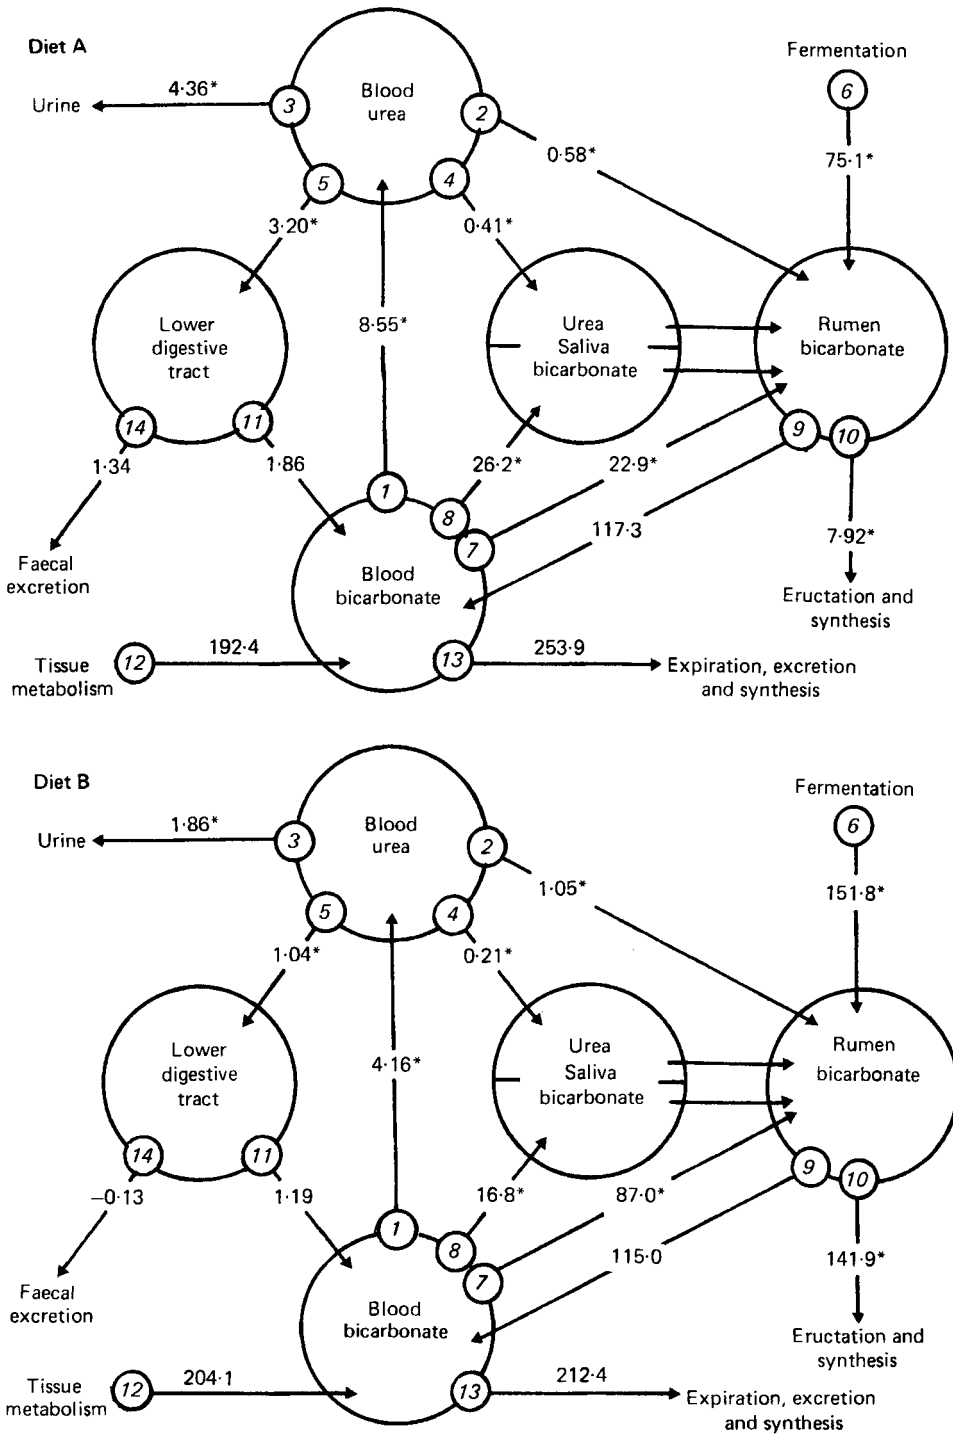 Diet A
Fermentation
6
Blood
urea
Urine
4·36*
3
2
0·58*
75·1*
5
4
3·20*
0·41*
8·55*
Lower
digestive
tract
Urea
Saliva
bicarbonate
Rumen
bicarbonate
14
11
9
10
1·34
1·86
26·2*
22·9*
1
8
7
117·3
7·92*
Faecal
excretion
Blood
bicarbonate
Eructation and
synthesis
Tissue
metabolism
12
192·4
13
253·9
Expiration, excretion
and synthesis
Diet B
Fermentation
6
Blood
urea
Urine
1·86*
3
2
1·05*
151·8*
5
4
1·04*
0·21*
4·16*
Lower
digestive
tract
Urea
Saliva
bicarbonate
Rumen
bicarbonate
14
11
9
10
−0·13
1·19
16·8*
87·0*
1
8
7
115·0
141·9*
Faecal
excretion
Blood
bicarbonate
Eructation and
synthesis
Tissue
metabolism
12
204·1
13
212·4
Expiration, excretion
and synthesis